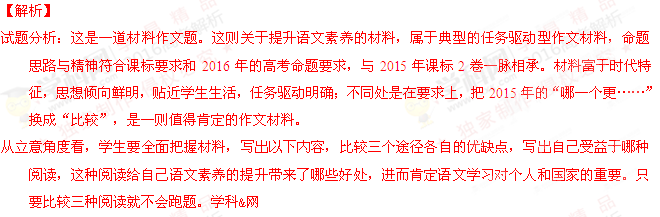 【解析】
试题分析：这是一道材料作文题。这则关于提升语文素养的材料，属于典型的任务驱动型作文材料，命题
思路与精神符合课标要求和 2016 年的高考命题要求，与 2015 年课标 2 卷一脉相承。材料富于时代特
征，思想倾向鲜明，贴近学生生活，任务驱动明确；不同处是在要求上，把 2015 年的“哪一个更……”
换成“比较”，是一则值得肯定的作文材料。
从立意角度看，学生要全面把握材料，写出以下内容，比较三个途径各自的优缺点，写出自己受益于哪种
阅读，这种阅读给自己语文素养的提升带来了哪些好处，进而肯定语文学习对个人和国家的重要。只
要比较三种阅读就不会跑题。学科&网